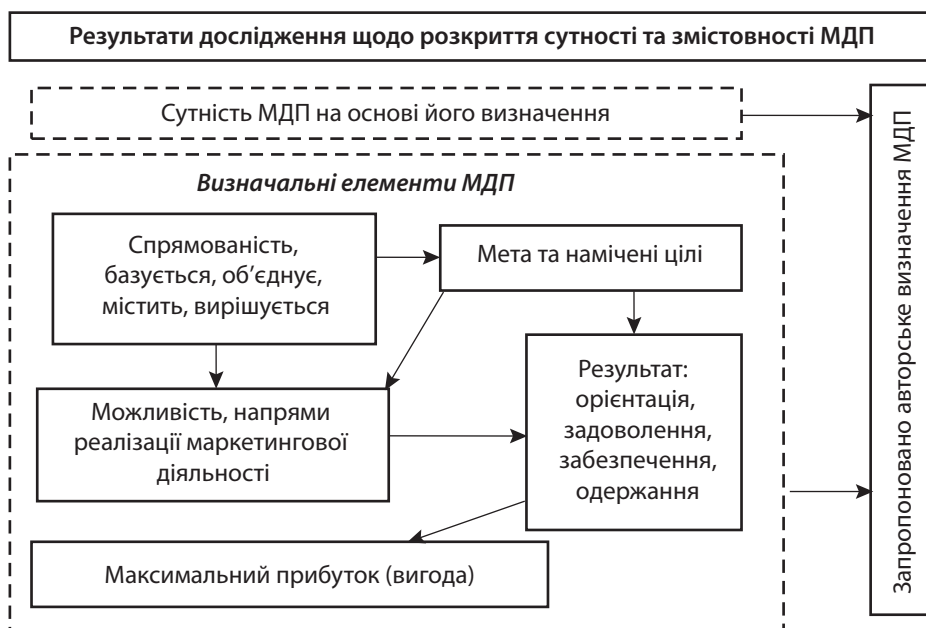 Результати дослідження щодо розкриття сутності та змістовності МДП
Сутність МДП на основі його визначення
Визначальні елементи МДП
Спрямованість,
базується, об’єднує,
містить, вирішується
Мета та намічені цілі
Можливість, напрями
реалізації маркетингової
діяльності
Результат:
орієнтація,
задоволення,
забезпечення,
одержання
Максимальний прибуток (вигода)
Запропоновано авторське визначення МДП